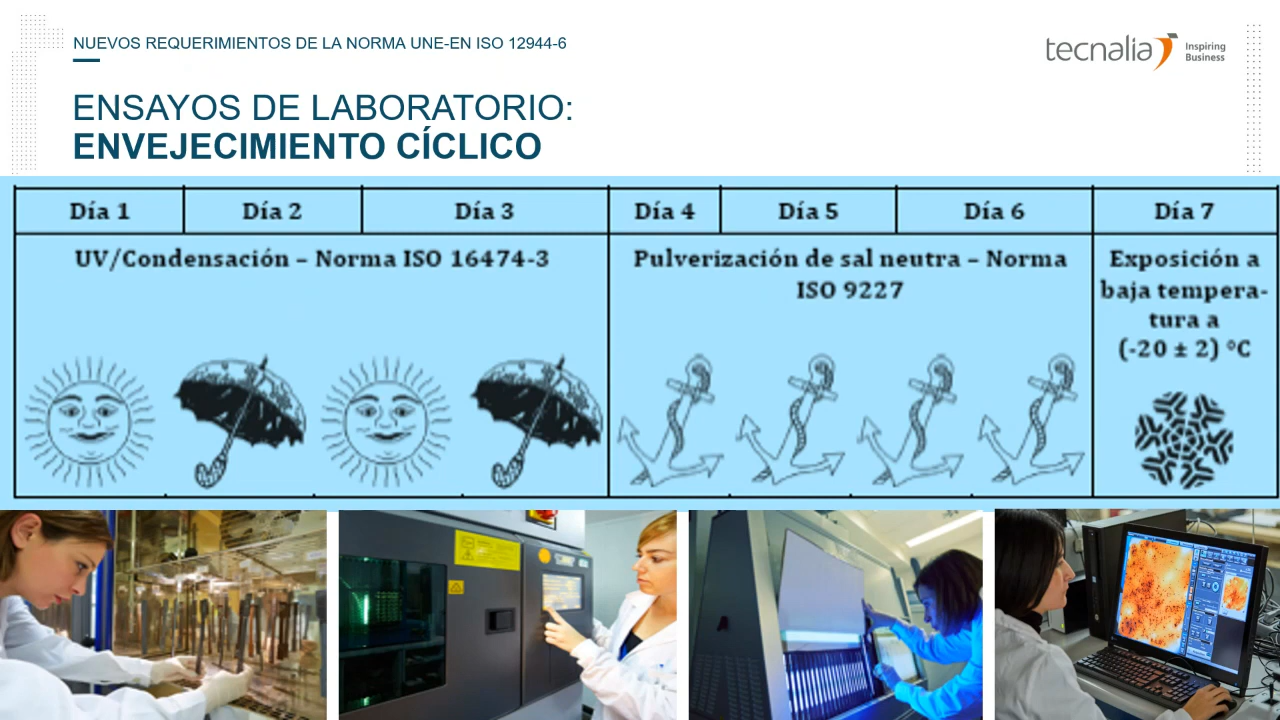 NUEVOS REQUERIMIENTOS DE LA NORMA UNE-EN ISO 12944-6
tecnalia Inspiring
Business
ENSAYOS DE LABORATORIO:
ENVEJECIMIENTO CÍCLICO
Día 1 Día 2 Día 3 Día 4 Día 5 Día 6 Día 7
UV/Condensación – Norma ISO 16474-3
Pulverización de sal neutra – Norma
ISO 9227
Exposición a
baja tempera-
tura a
(-20 ± 2) °C